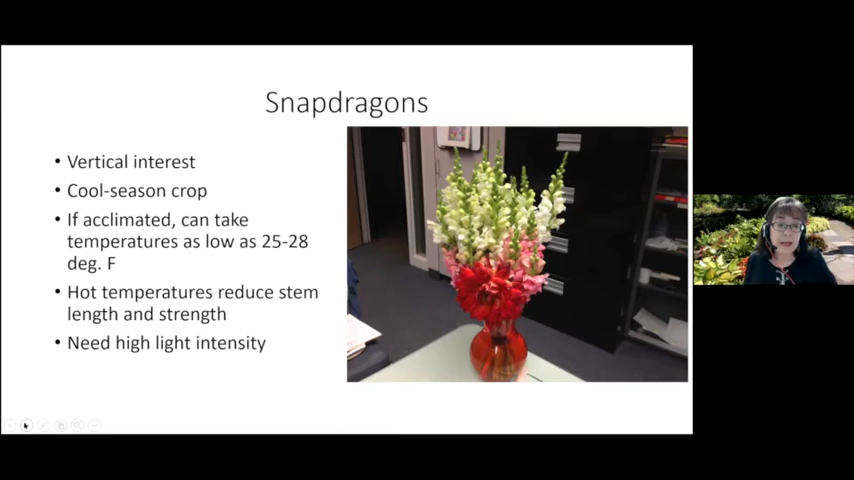 Snapdragons
• Vertical interest
• Cool-season crop
• If acclimated, can take
temperatures as low as 25-28
deg. F
• Hot temperatures reduce stem
length and strength
• Need high light intensity